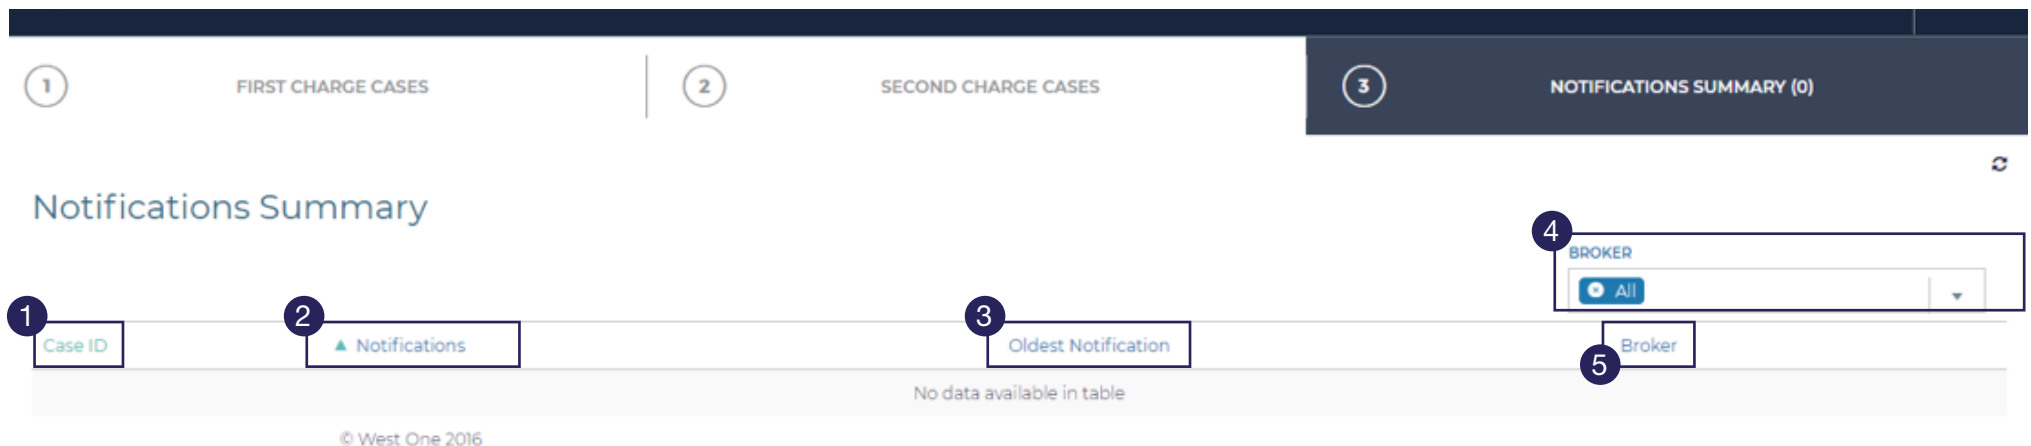 1 FIRST CHARGE CASES 2 SECOND CHARGE CASES 3 NOTIFICATIONS SUMMARY (0)
Notifications Summary
4
BROKER
All
1 2 3
Case ID Notifications Oldest Notification Broker
5
No data available in table
© West One 2016